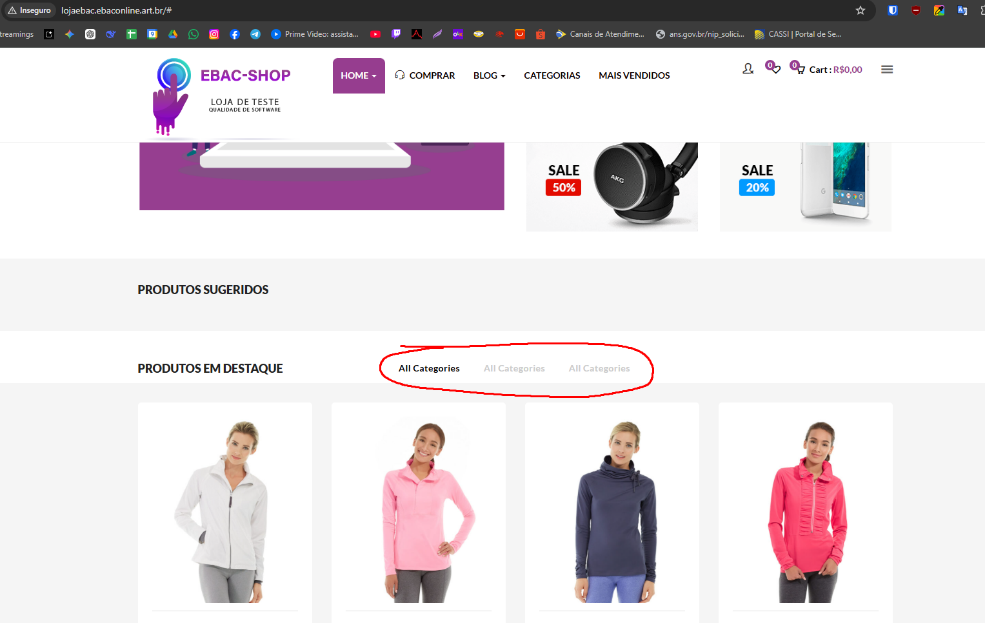 Inseguro lojaebac.ebaconline.art.br/#
treamings Prime Video: assista... Canais de Atendime... ans.gov.br/nip_solici... CASSI | Portal de Se...
EBAC-SHOP
LOJA DE TESTE
QUALIDADE DE SOFTWARE
HOME COMPRAR BLOG CATEGORIAS MAIS VENDIDOS
0 0 Cart : R$0,00
AKG
SALE
50%
SALE
20%
PRODUTOS SUGERIDOS
PRODUTOS EM DESTAQUE
All Categories All Categories All Categories